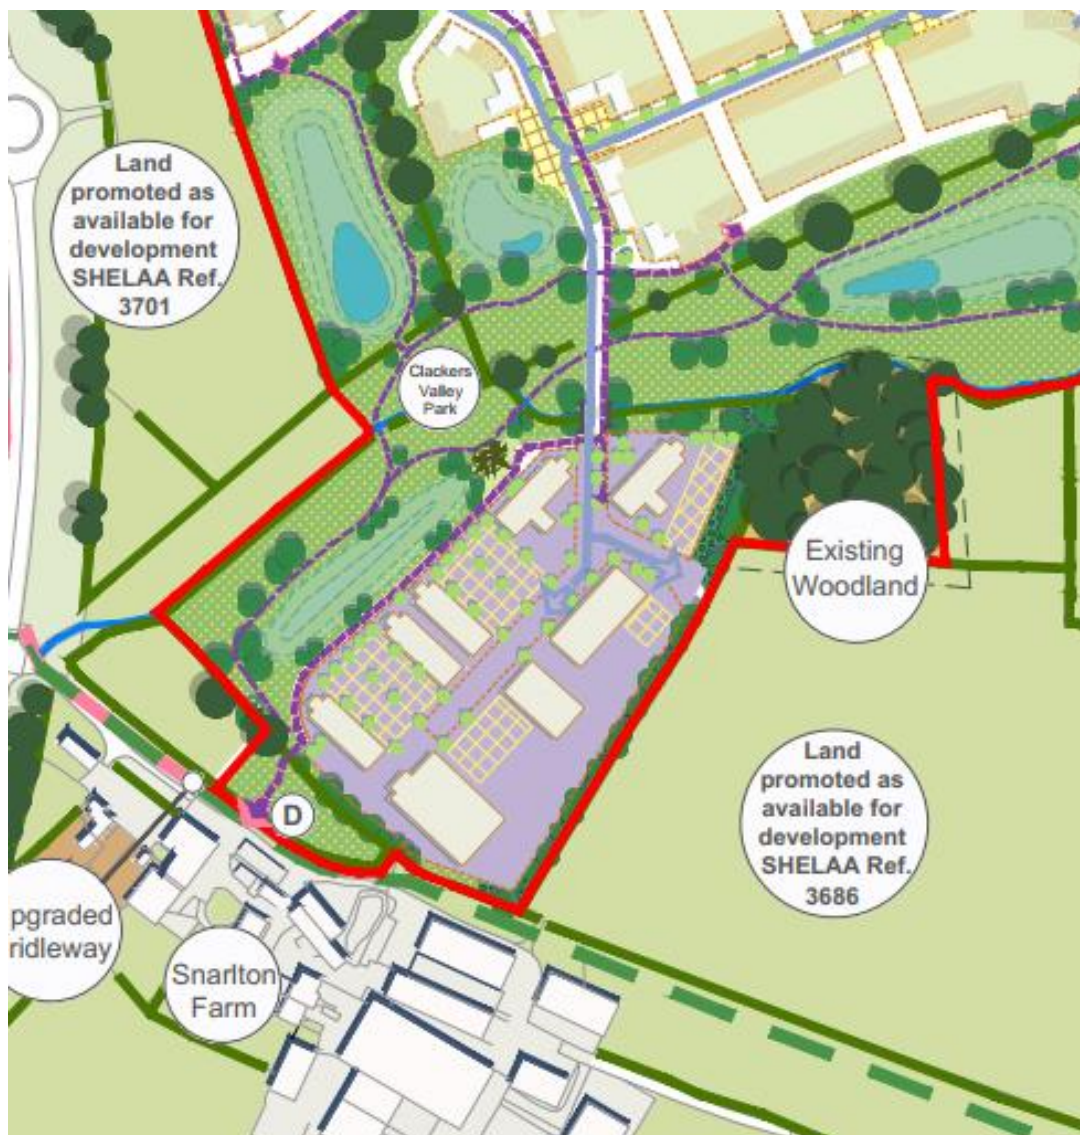 Land
promoted as
available for
development
SHELAA Ref.
3701
Clackers
Valley
Park
Existing
Woodland
Land
promoted as
available for
development
SHELAA Ref.
3686
D
pgraded
ridleway
Snarlton
Farm